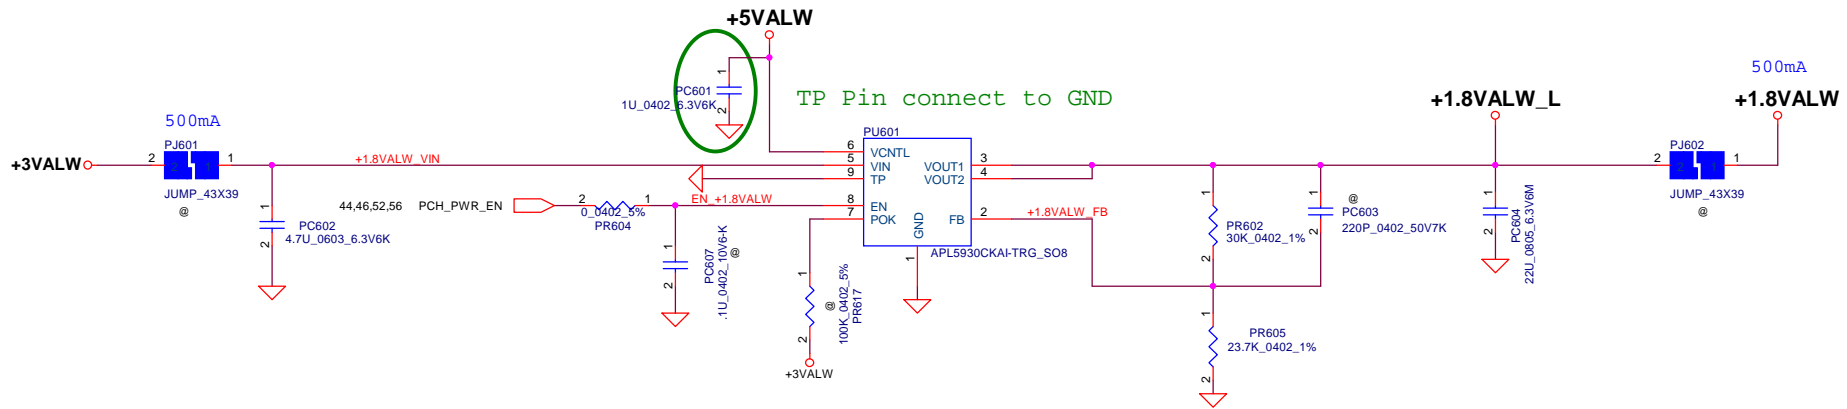 +5VALW
1
PC601
1U_0402_6.3V6K
2
TP Pin connect to GND
500mA
+1.8VALW_L
+1.8VALW
500mA
PJ601
+3VALW
2
2
1
1
JUMP_43X39
@
+1.8VALW_VIN
1
PC602
4.7U_0603_6.3V6K
2
44,46,52,56
PCH_PWR_EN
2
1
0_0402_5%
PR604
EN_+1.8VALW
1
PC607
.1U_0402_10V6-K
@
2
PU601
6
VCNTL
5
VIN
9
TP
8
EN
7
POK
VOUT1
3
VOUT2
4
FB
2
GND
1
APL5930CKAI-TRG_SO8
1
@
100K_0402_5%
PR617
2
+3VALW
+1.8VALW_FB
1
PR602
30K_0402_1%
2
1
@
PC603
220P_0402_50V7K
2
1
PC604
22U_0805_6.3V6M
2
1
PR605
23.7K_0402_1%
2
PJ602
2
2
1
1
JUMP_43X39
@